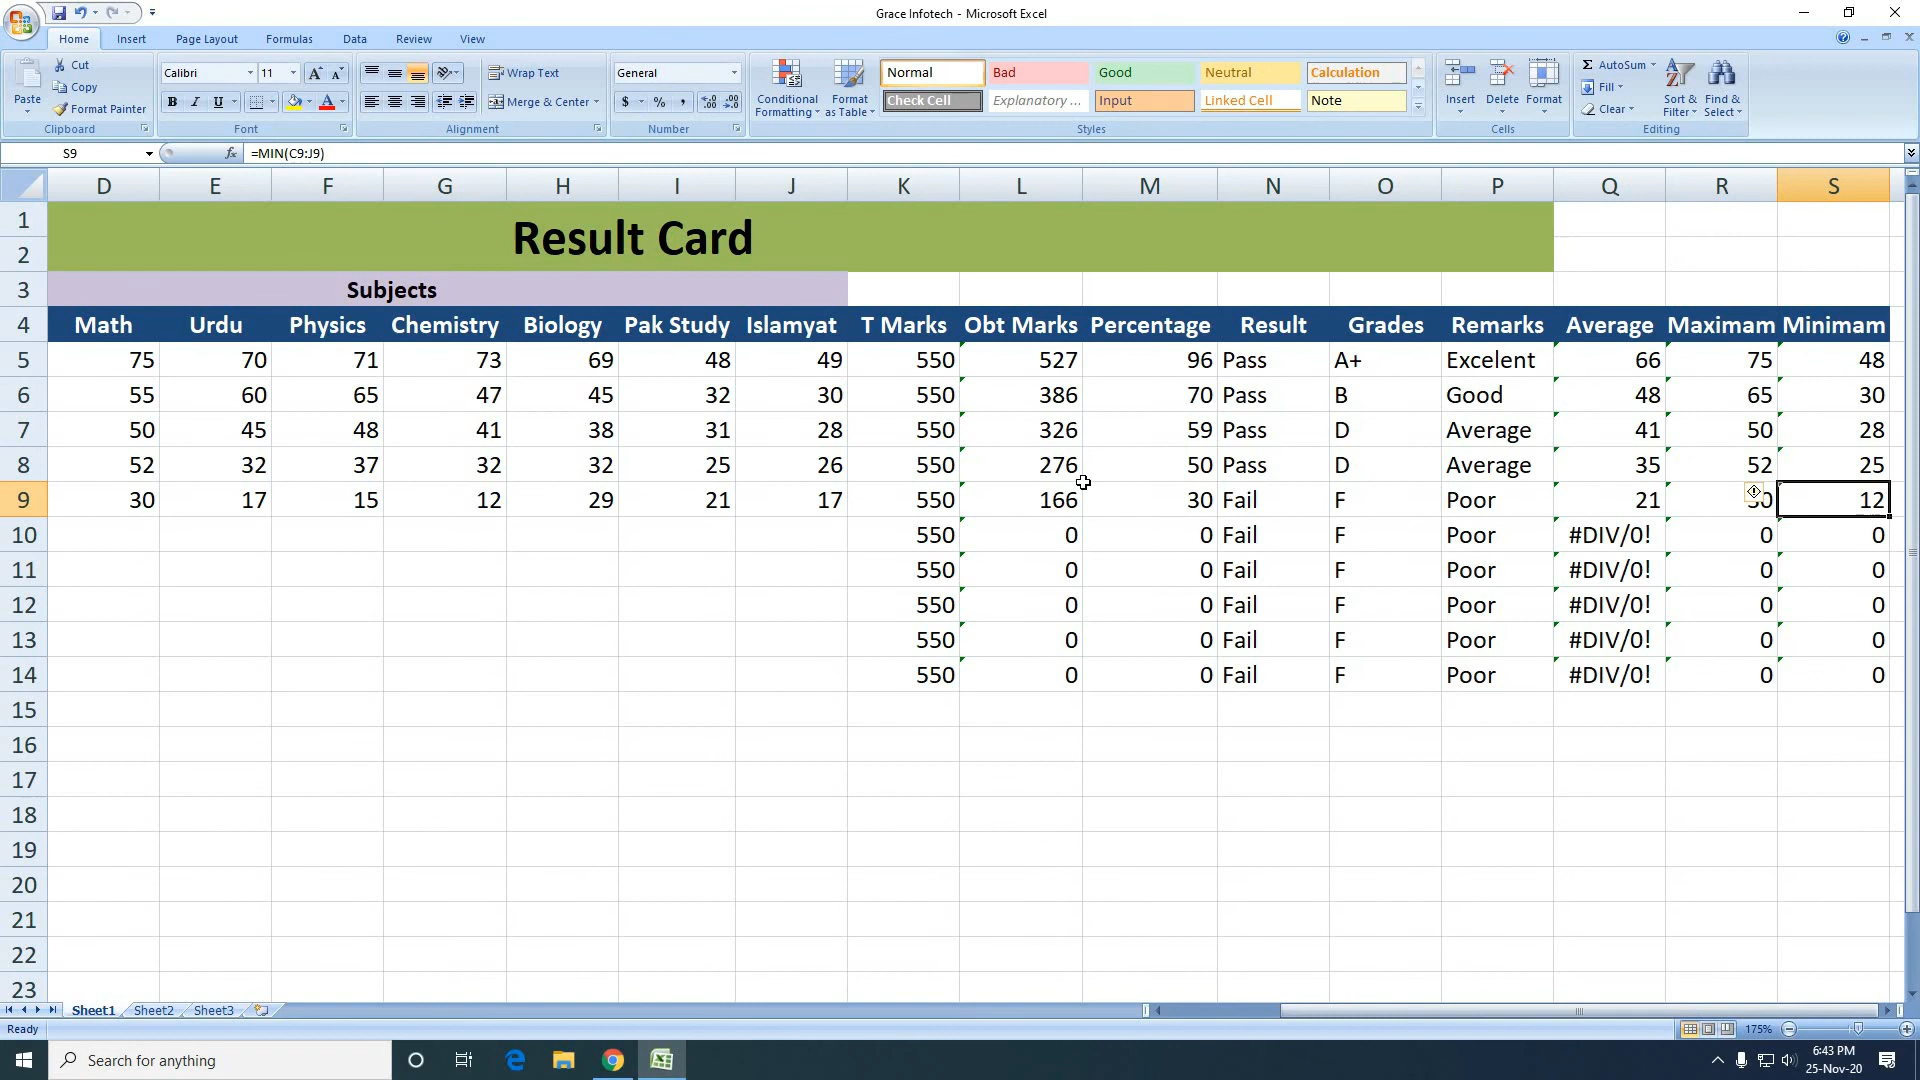 Grace Infotech - Microsoft Excel
Home Insert Page Layout Formulas Data Review View
Paste
Cut
Copy
Format Painter
Clipboard
Calibri 11
B I U
Font
Wrap Text
Merge & Center
Alignment
General
$ % ,
Number
Conditional Formatting
Format as Table
Normal Bad Good Neutral Calculation
Check Cell Explanatory ... Input Linked Cell Note
Styles
Insert Delete Format
Cells
Σ AutoSum
Fill
Clear
Sort & Filter
Find & Select
Editing
S9 fx =MIN(C9:J9)
D E F G H I J K L M N O P Q R S
1 Result Card
2
3 Subjects
4 Math Urdu Physics Chemistry Biology Pak Study Islamyat T Marks Obt Marks Percentage Result Grades Remarks Average Maximam Minimam
5 75 70 71 73 69 48 49 550 527 96 Pass A+ Excelent 66 75 48
6 55 60 65 47 45 32 30 550 386 70 Pass B Good 48 65 30
7 50 45 48 41 38 31 28 550 326 59 Pass D Average 41 50 28
8 52 32 37 32 32 25 26 550 276 50 Pass D Average 35 52 25
9 30 17 15 12 29 21 17 550 166 30 Fail F Poor 21 30 12
10 550 0 0 Fail F Poor #DIV/0! 0 0
11 550 0 0 Fail F Poor #DIV/0! 0 0
12 550 0 0 Fail F Poor #DIV/0! 0 0
13 550 0 0 Fail F Poor #DIV/0! 0 0
14 550 0 0 Fail F Poor #DIV/0! 0 0
15
16
17
18
19
20
21
22
23
Sheet1 Sheet2 Sheet3
Ready 175%
Search for anything
6:43 PM
25-Nov-20